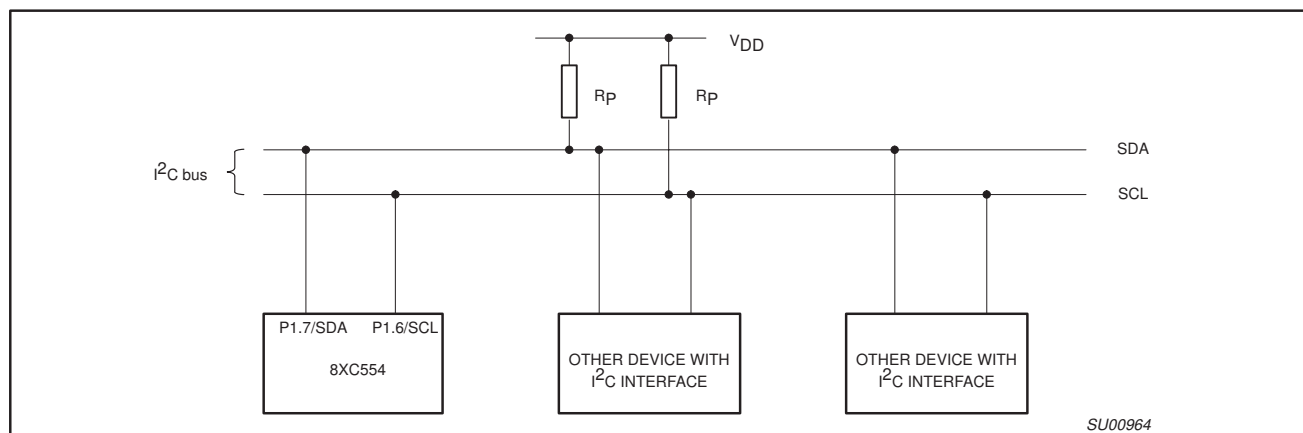 VDD
RP RP
SDA
I²C bus
SCL
P1.7/SDA P1.6/SCL
8XC554
OTHER DEVICE WITH
I²C INTERFACE
OTHER DEVICE WITH
I²C INTERFACE
SU00964